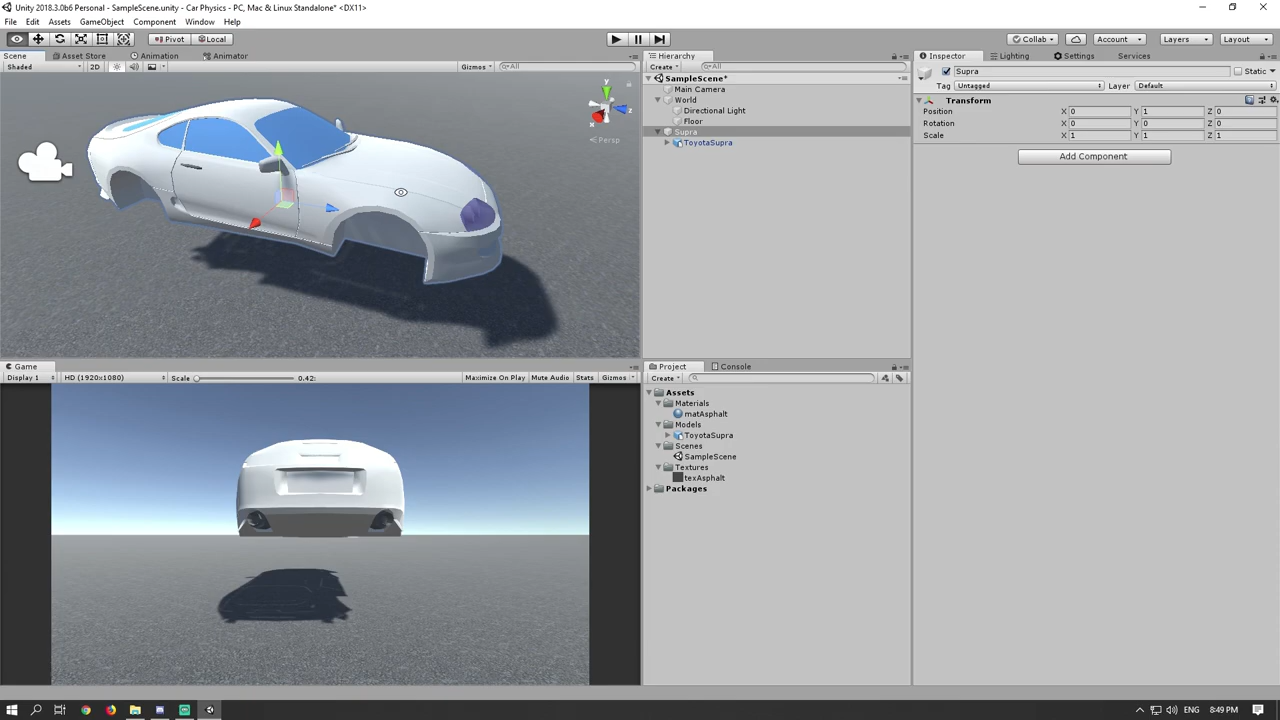 Unity 2018.3.0b6 Personal - SampleScene.unity - Car Physics - PC, Mac & Linux Standalone* <DX11>
File Edit Assets GameObject Component Window Help
Pivot Local Collab Account Layers Layout
Scene Asset Store Animation Animator
Shaded 2D Gizmos All
y
x
z
Persp
Hierarchy
Create All
SampleScene*
Main Camera
World
Directional Light
Floor
Supra
ToyotaSupra
Inspector Lighting Settings Services
Supra Static
Tag Untagged Layer Default
Transform
Position X 0 Y 1 Z 0
Rotation X 0 Y 0 Z 0
Scale X 1 Y 1 Z 1
Add Component
Game
Display 1 HD (1920x1080) Scale 0.42: Maximize On Play Mute Audio Stats Gizmos
Project Console
Create
Assets
Materials
matAsphalt
Models
ToyotaSupra
Scenes
SampleScene
Textures
texAsphalt
Packages
8:49 PM